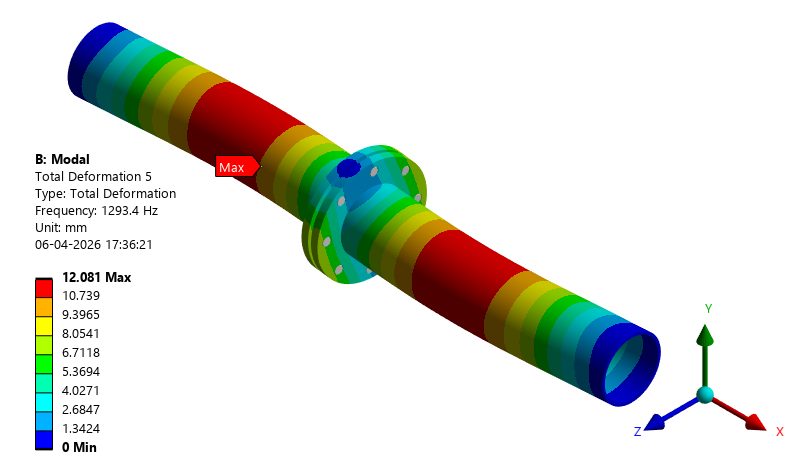 B: Modal
Total Deformation 5
Type: Total Deformation
Frequency: 1293.4 Hz
Unit: mm
06-04-2026 17:36:21
12.081 Max
10.739
9.3965
8.0541
6.7118
5.3694
4.0271
2.6847
1.3424
0 Min
Max
Y
Z
X